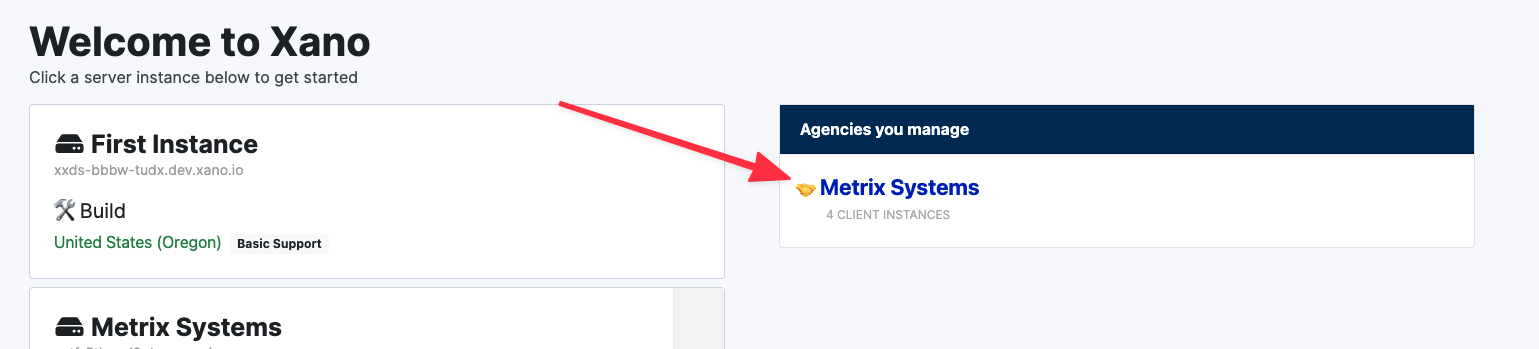 Welcome to Xano
Click a server instance below to get started
First Instance
xxds-bbbw-tudx.dev.xano.io
Build
United States (Oregon) Basic Support
Metrix Systems
Agencies you manage
Metrix Systems
4 CLIENT INSTANCES